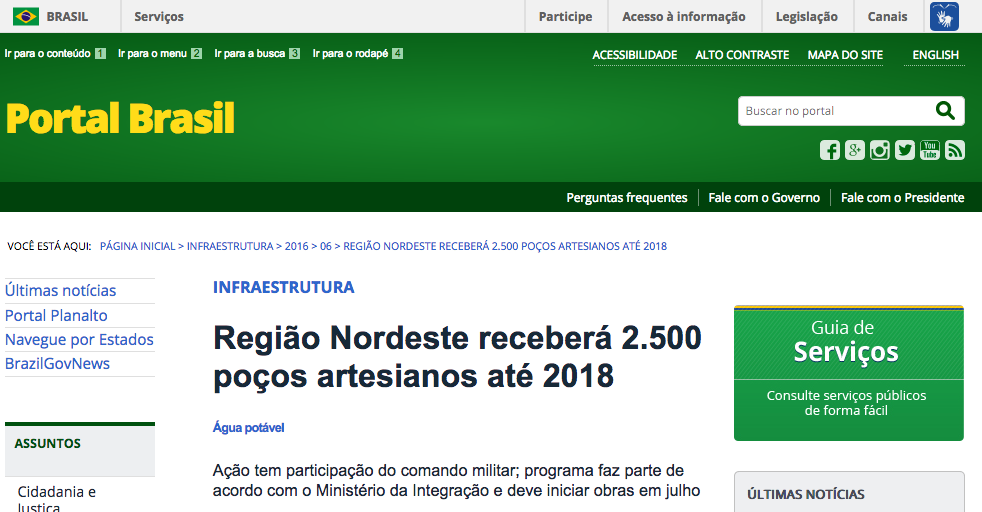 BRASIL Serviços Participe Acesso à informação Legislação Canais
Ir para o conteúdo 1 Ir para o menu 2 Ir para a busca 3 Ir para o rodapé 4
ACESSIBILIDADE ALTO CONTRASTE MAPA DO SITE ENGLISH
Portal Brasil
Buscar no portal
You Tube
Perguntas frequentes Fale com o Governo Fale com o Presidente
VOCÊ ESTÁ AQUI: PÁGINA INICIAL > INFRAESTRUTURA > 2016 > 06 > REGIÃO NORDESTE RECEBERÁ 2.500 POÇOS ARTESIANOS ATÉ 2018
Últimas notícias
Portal Planalto
Navegue por Estados
BrazilGovNews
ASSUNTOS
Cidadania e
Justiça
INFRAESTRUTURA
Região Nordeste receberá 2.500
poços artesianos até 2018
Água potável
Ação tem participação do comando militar; programa faz parte de
acordo com o Ministério da Integração e deve iniciar obras em julho
Guia de
Serviços
Consulte serviços públicos
de forma fácil
ÚLTIMAS NOTÍCIAS